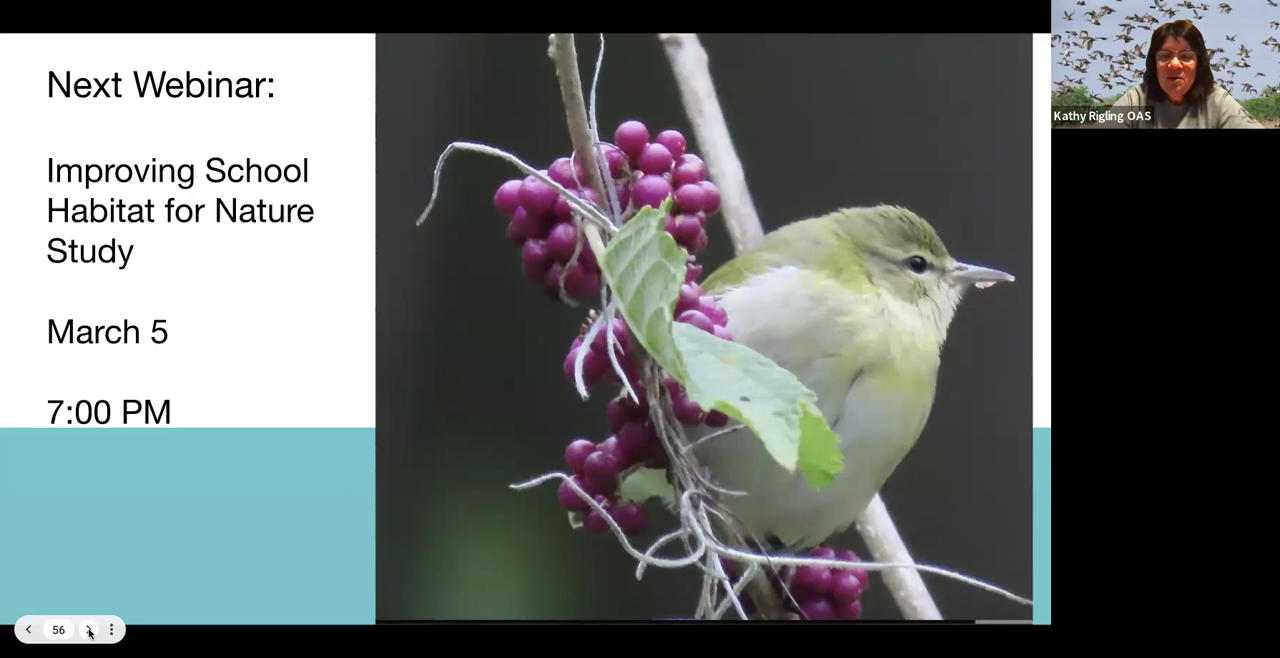 Next Webinar:
Improving School
Habitat for Nature
Study
March 5
7:00 PM
Kathy Rigling OAS
56